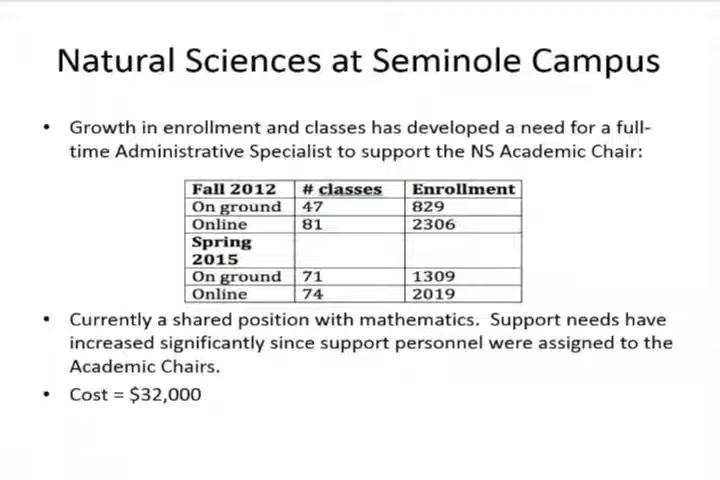 Natural Sciences at Seminole Campus
• Growth in enrollment and classes has developed a need for a full-
time Administrative Specialist to support the NS Academic Chair:
Fall 2012 # classes Enrollment
On ground 47 829
Online 81 2306
Spring
2015
On ground 71 1309
Online 74 2019
• Currently a shared position with mathematics. Support needs have
increased significantly since support personnel were assigned to the
Academic Chairs.
• Cost = $32,000